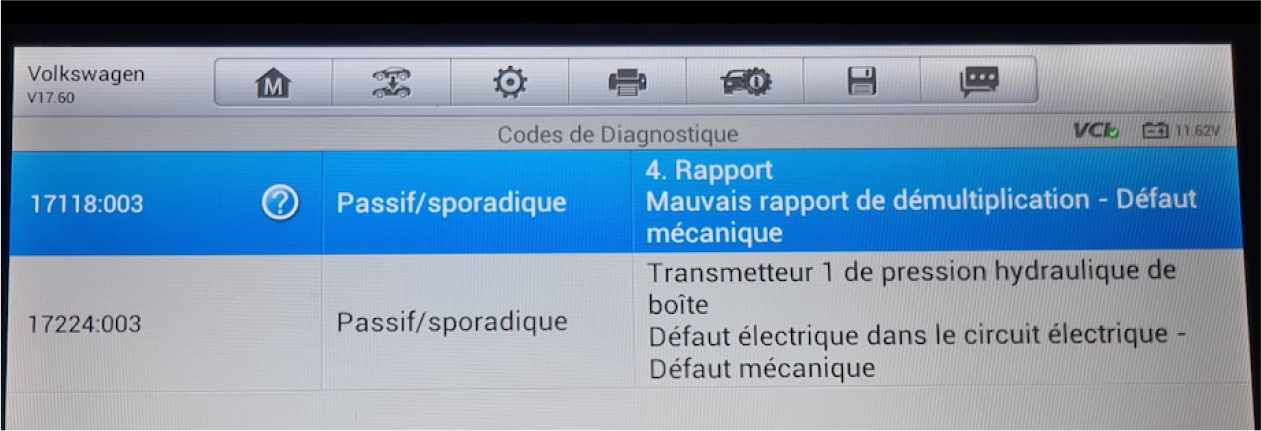 Volkswagen
V17.60
M
Codes de Diagnostique
VCI
11.62V
17118:003
?
Passif/sporadique
4. Rapport
Mauvais rapport de démultiplication - Défaut
mécanique
17224:003
Passif/sporadique
Transmetteur 1 de pression hydraulique de
boîte
Défaut électrique dans le circuit électrique -
Défaut mécanique